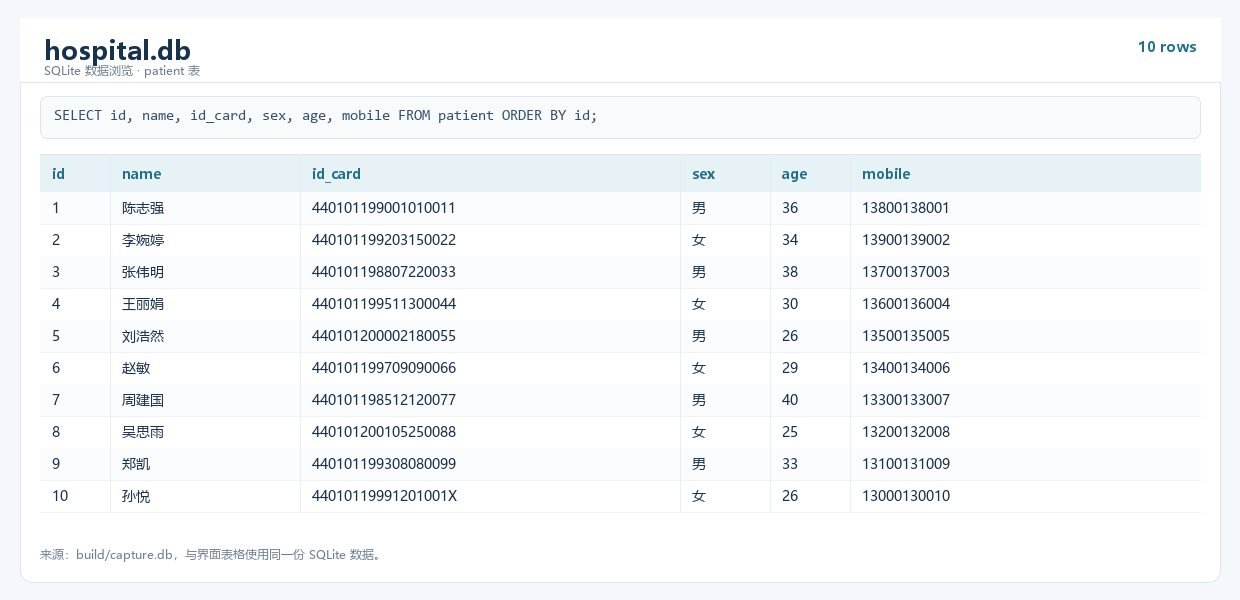 hospital.db
10 rows
SQLite 数据浏览 · patient 表
SELECT id, name, id_card, sex, age, mobile FROM patient ORDER BY id;
id name id_card sex age mobile
1 陈志强 440101199001010011 男 36 13800138001
2 李婉婷 440101199203150022 女 34 13900139002
3 张伟明 440101198807220033 男 38 13700137003
4 王丽娟 440101199511300044 女 30 13600136004
5 刘浩然 440101200002180055 男 26 13500135005
6 赵敏 440101199709090066 女 29 13400134006
7 周建国 440101198512120077 男 40 13300133007
8 吴思雨 440101200105250088 女 25 13200132008
9 郑凯 440101199308080099 男 33 13100131009
10 孙悦 44010119991201001X 女 26 13000130010
来源：build/capture.db，与界面表格使用同一份 SQLite 数据。